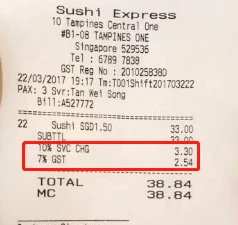 Sushi Express
10 Tampines Central One
#B1-08 TAMPINES ONE
Singapore 529536
Tel : 6789 7838
GST Reg No : 201025838D
22/03/2017 19:17 Tm:T001Shift201703222
PAX: 3 Svr:Tan Wei Song
Bill:A527772
22 Sushi SGD1.50 33.00
SUBTTL 33.00
10% SVC CHG 3.30
7% GST 2.54
TOTAL 38.84
MC 38.84